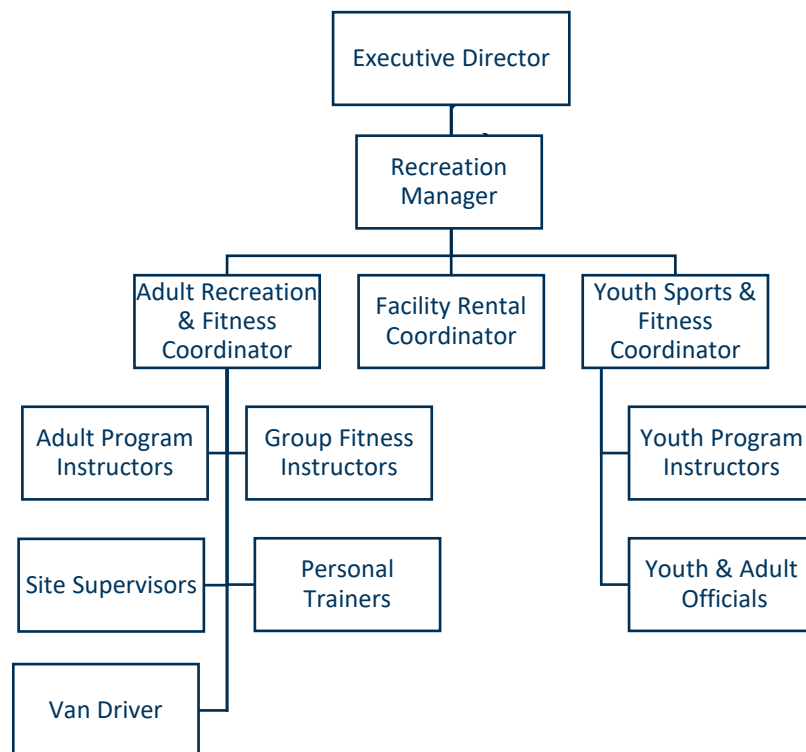 Executive Director
Recreation
Manager
Adult Recreation
& Fitness
Coordinator
Facility Rental
Coordinator
Youth Sports &
Fitness
Coordinator
Adult Program
Instructors
Group Fitness
Instructors
Youth Program
Instructors
Site Supervisors
Personal
Trainers
Youth & Adult
Officials
Van Driver